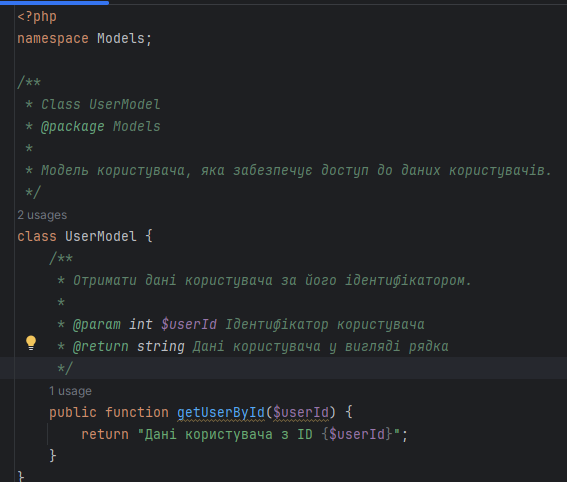 <?php
namespace Models;
/**
 * Class UserModel
 * @package Models
 *
 * Модель користувача, яка забезпечує доступ до даних користувачів.
 */
2 usages
class UserModel {
    /**
     * Отримати дані користувача за його ідентифікатором.
     *
     * @param int $userId Ідентифікатор користувача
     * @return string Дані користувача у вигляді рядка
     */
    1 usage
    public function getUserById($userId) {
        return "Дані користувача з ID {$userId}";
    }
}